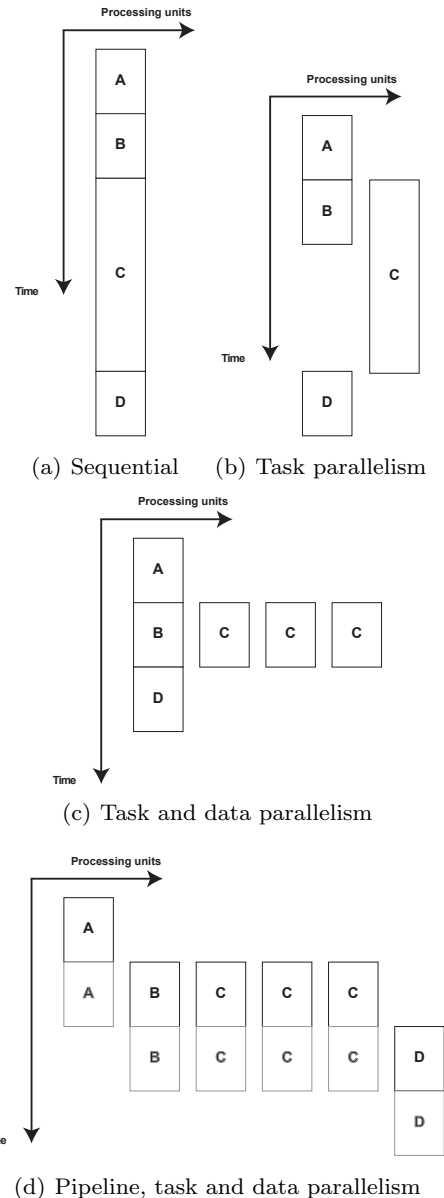 Processing units
A
B
C
Time
D
(a) Sequential
Processing units
A
B
C
Time
D
(b) Task parallelism
Processing units
A
B C C C
D
Time
(c) Task and data parallelism
Processing units
A
A B C C C
B C C C D
D
(d) Pipeline, task and data parallelism